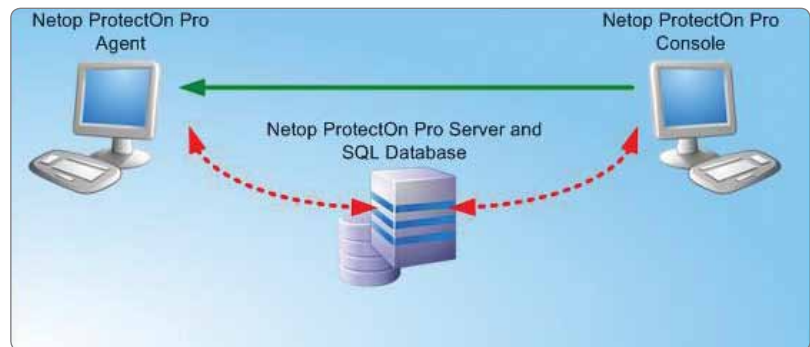 Netop ProtectOn Pro
Agent
Netop ProtectOn Pro
Console
Netop ProtectOn Pro Server and
SQL Database